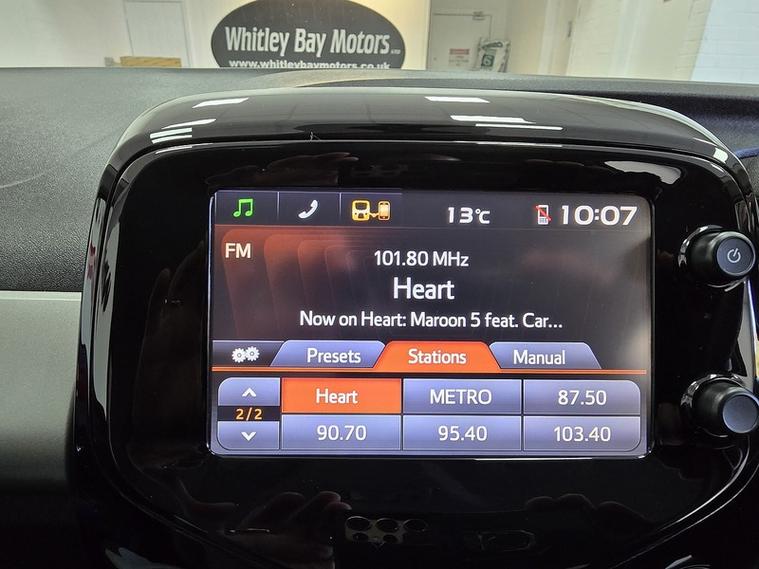 Whitley Bay Motors
www.whitleybaymotors.co.uk
13°C
10:07
FM
101.80 MHz
Heart
Now on Heart: Maroon 5 feat. Car...
Presets Stations Manual
Heart METRO 87.50
2/2
90.70 95.40 103.40